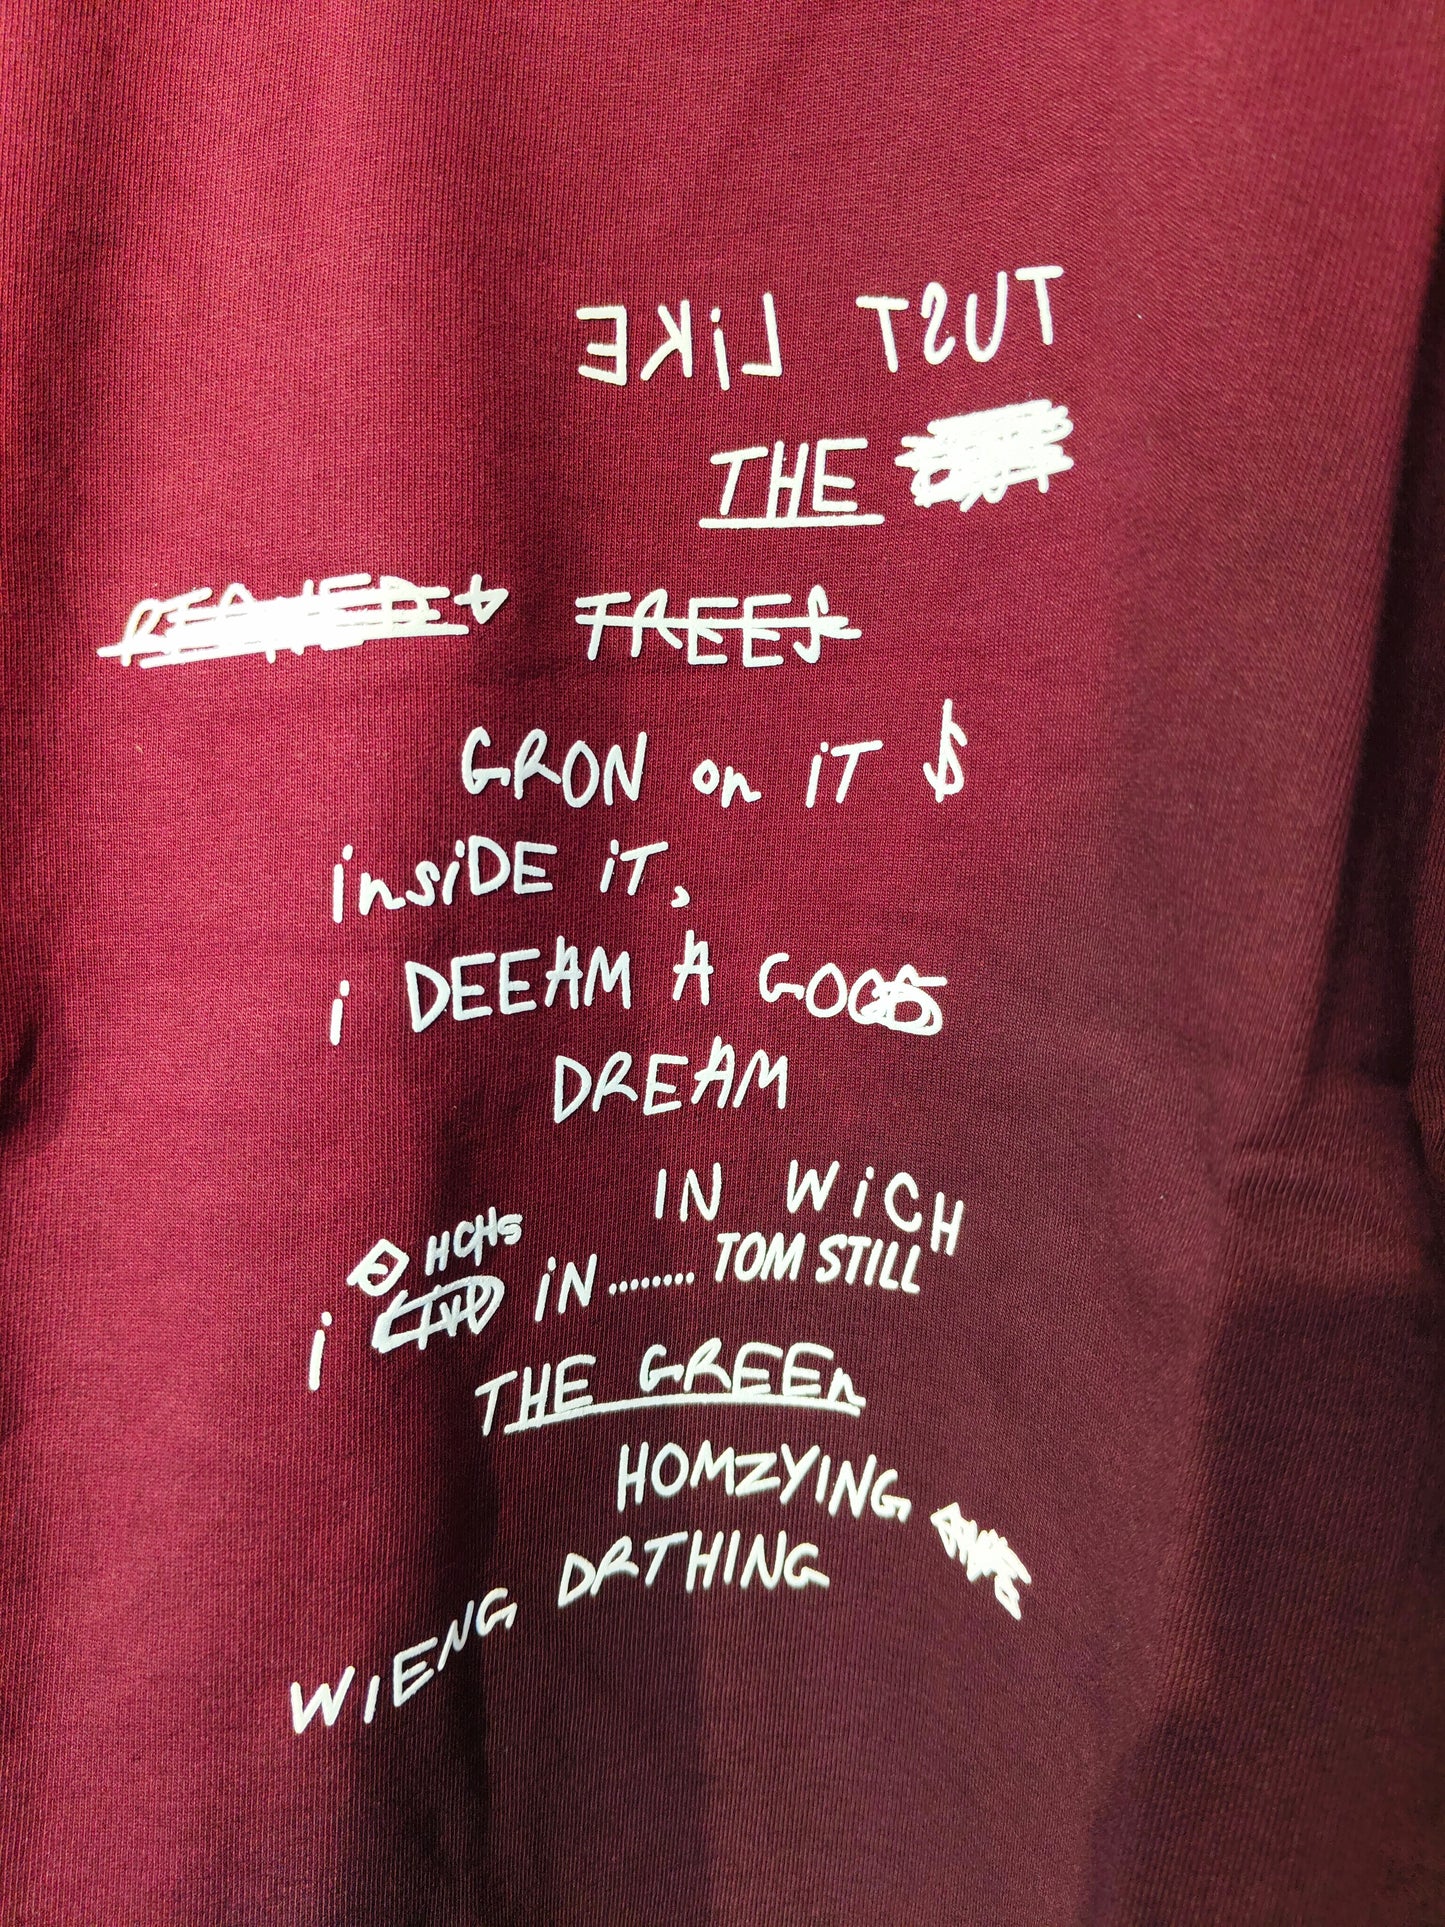 TUST LiKE
THE
TREES
GRON on iT $
insiDE iT,
i DEEAM A GOOD
DREAM
IN WiCH
HCHS
i iN ........ TOM STILL
THE GREEn
HOMZYING
WIENG DRTHING